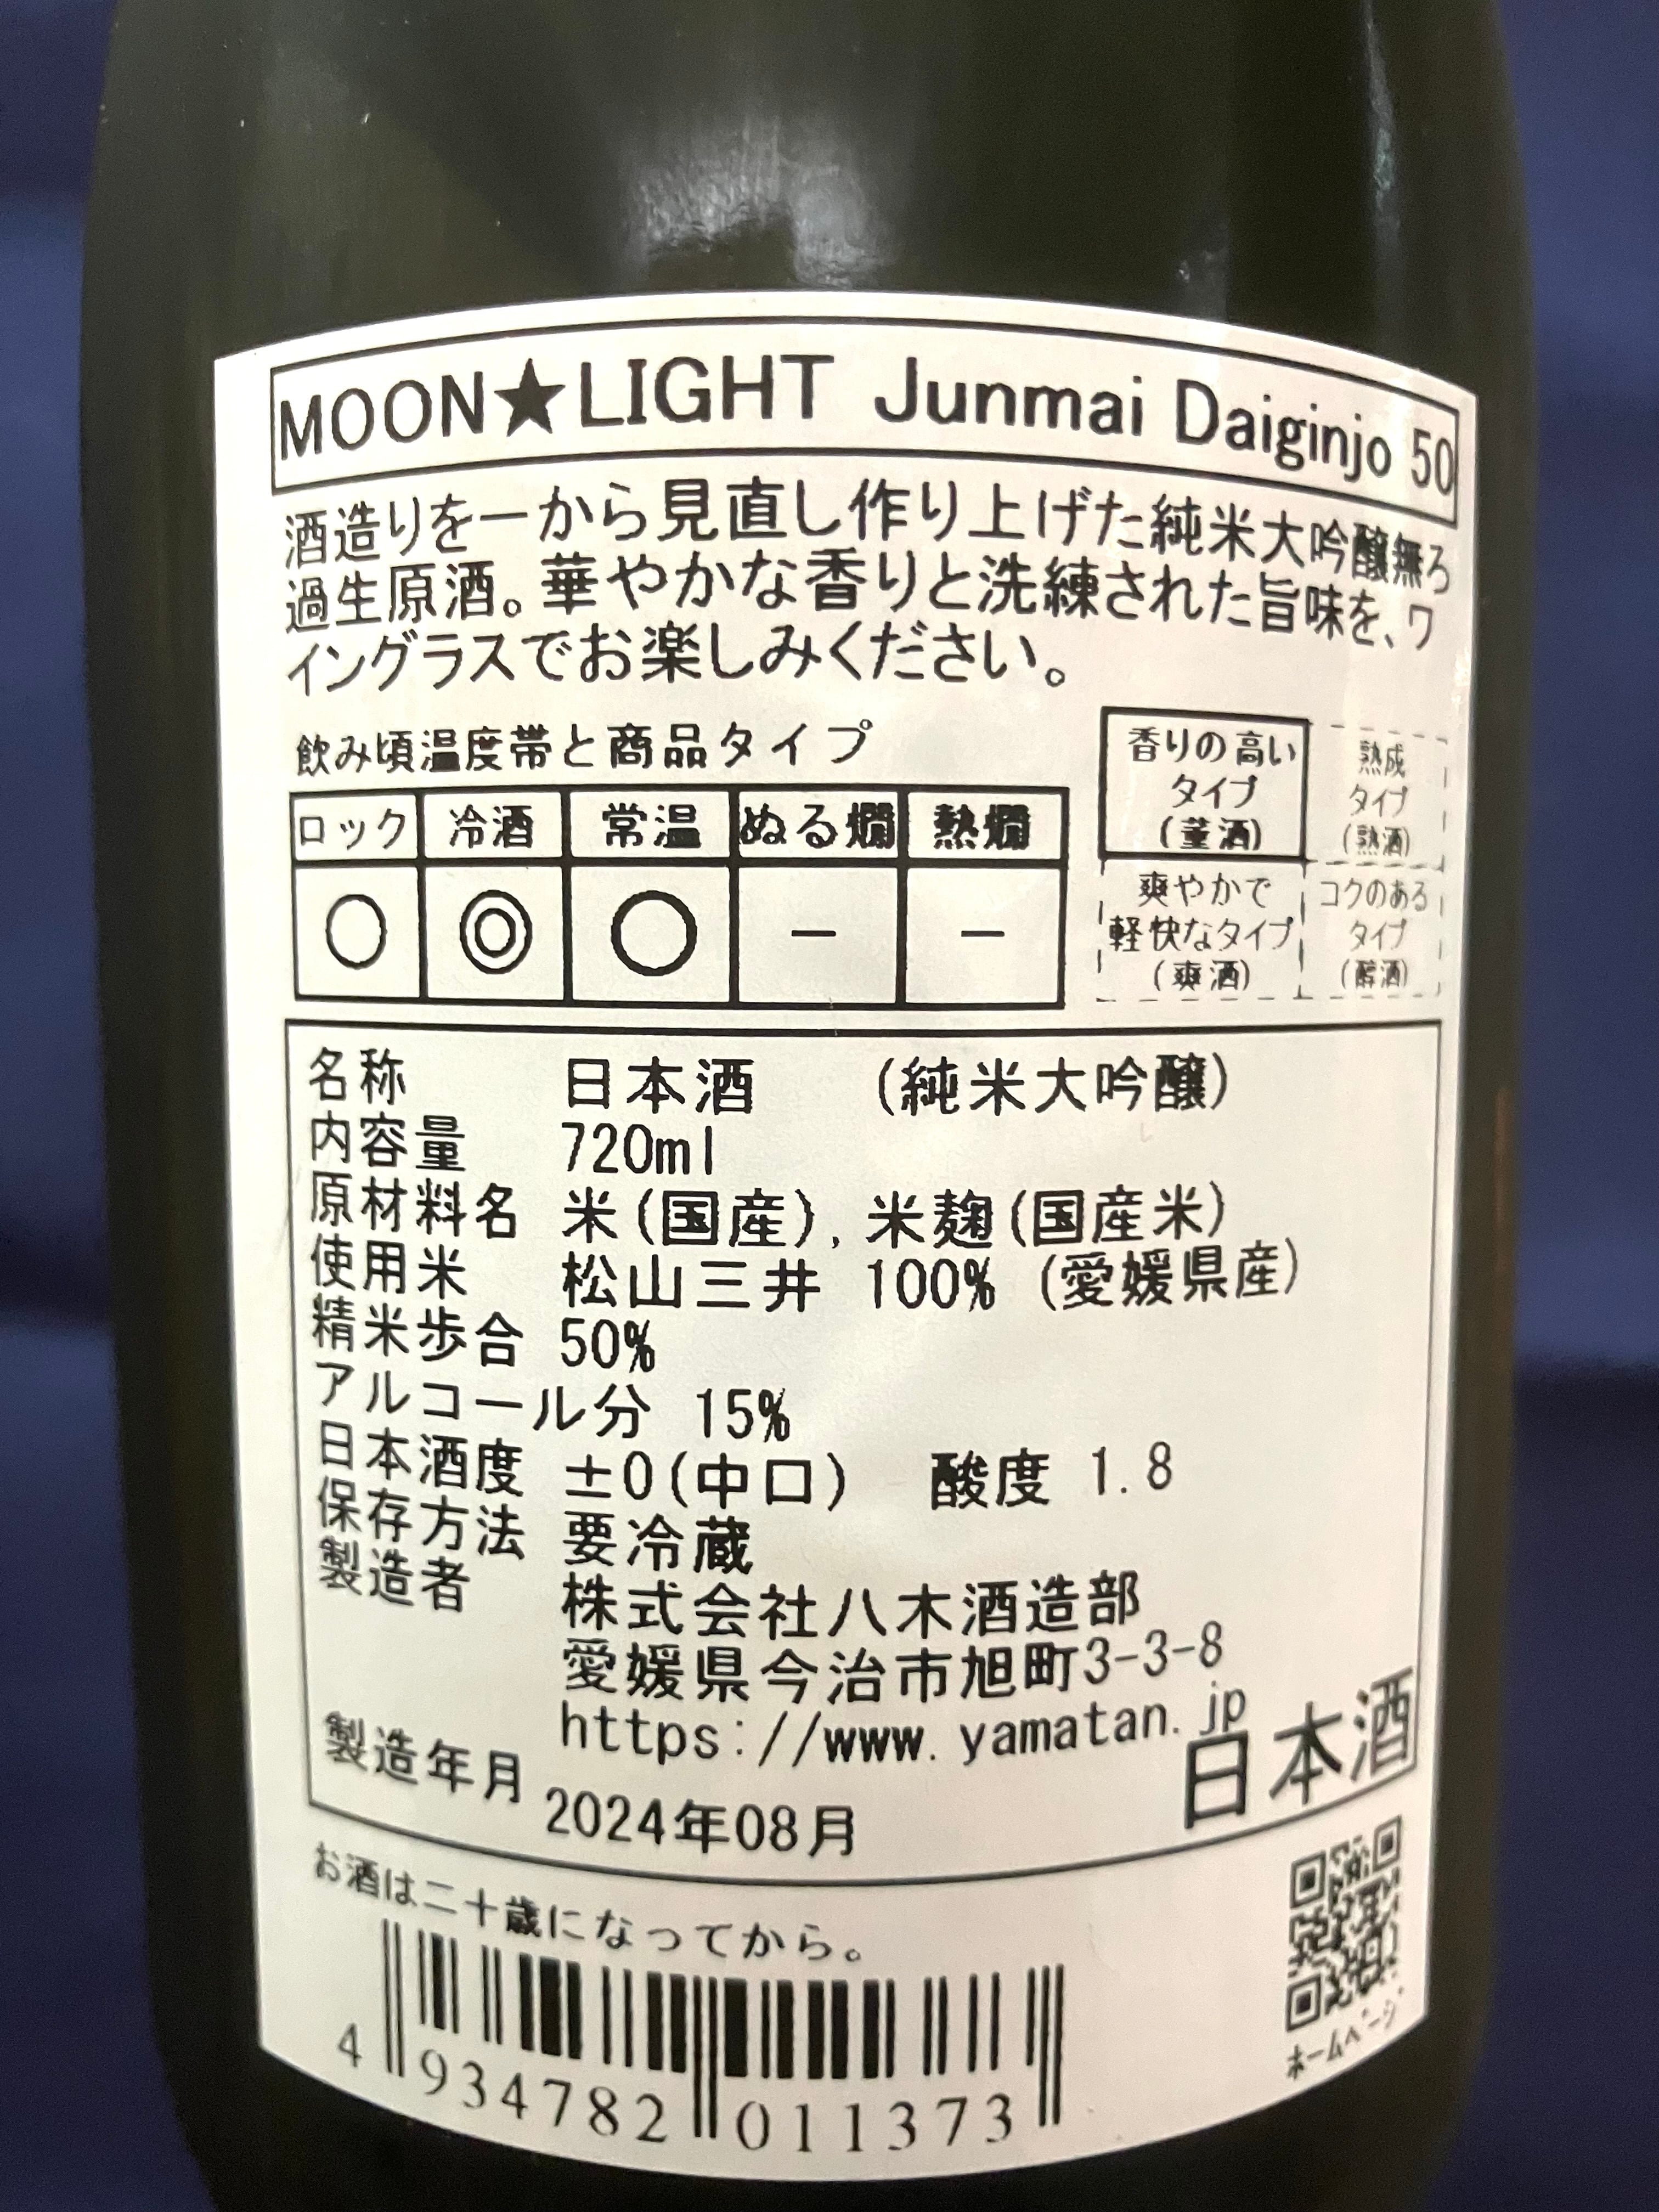 MOON★LIGHT Junmai Daiginjo 50
酒造りを一から見直し作り上げた純米大吟醸無ろ
過生原酒。華やかな香りと洗練された旨味を、ワ
イングラスでお楽しみください。
飲み頃温度帯と商品タイプ
ロック 冷酒 常温 ぬる燗 熱燗
○ ◎ ○ － －
香りの高い
タイプ
(薫酒)
熟成
タイプ
(熟酒)
爽やかで
軽快なタイプ
(爽酒)
コクのある
タイプ
(醇酒)
名称 日本酒 (純米大吟醸)
内容量 720ml
原材料名 米(国産), 米麹(国産米)
使用米 松山三井 100% (愛媛県産)
精米歩合 50%
アルコール分 15%
日本酒度 ±0(中口) 酸度 1.8
保存方法 要冷蔵
製造者 株式会社八木酒造部
愛媛県今治市旭町3-3-8
https://www.yamatan.jp
製造年月 2024年08月
日本酒
お酒は二十歳になってから。
4 934782 011373
ホームページ